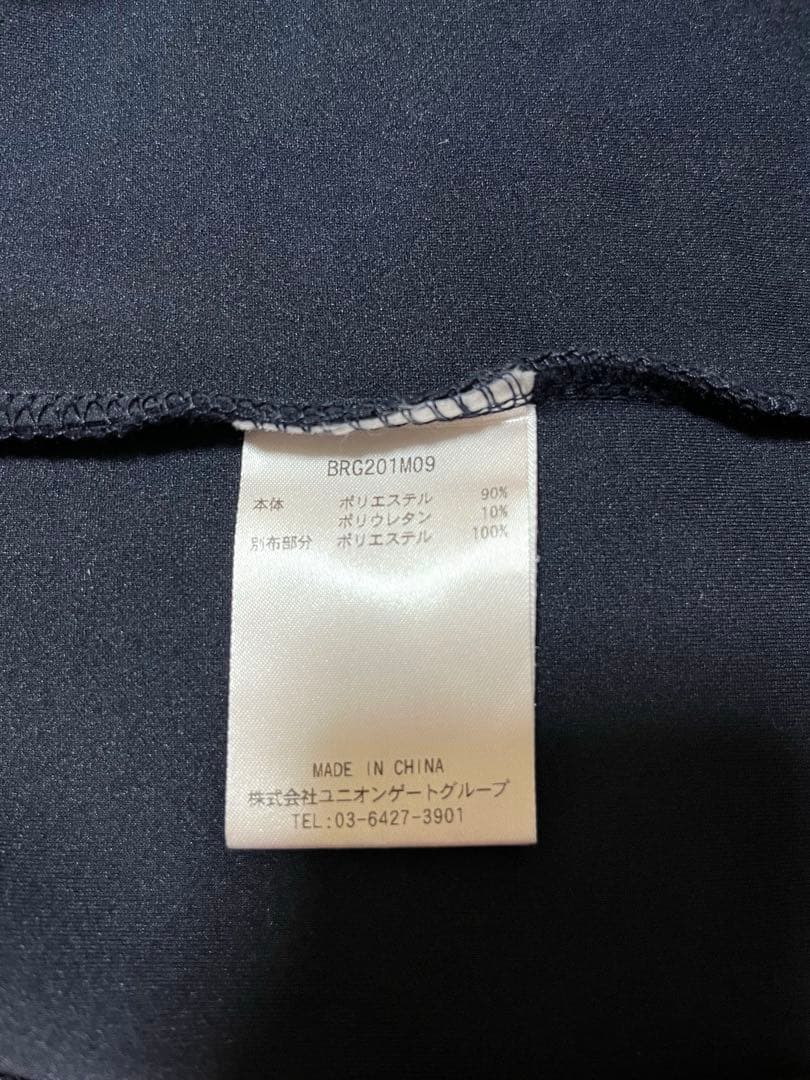 BRG201M09
本体 ポリエステル 90%
ポリウレタン 10%
別布部分 ポリエステル 100%
MADE IN CHINA
株式会社ユニオンゲートグループ
TEL:03-6427-3901